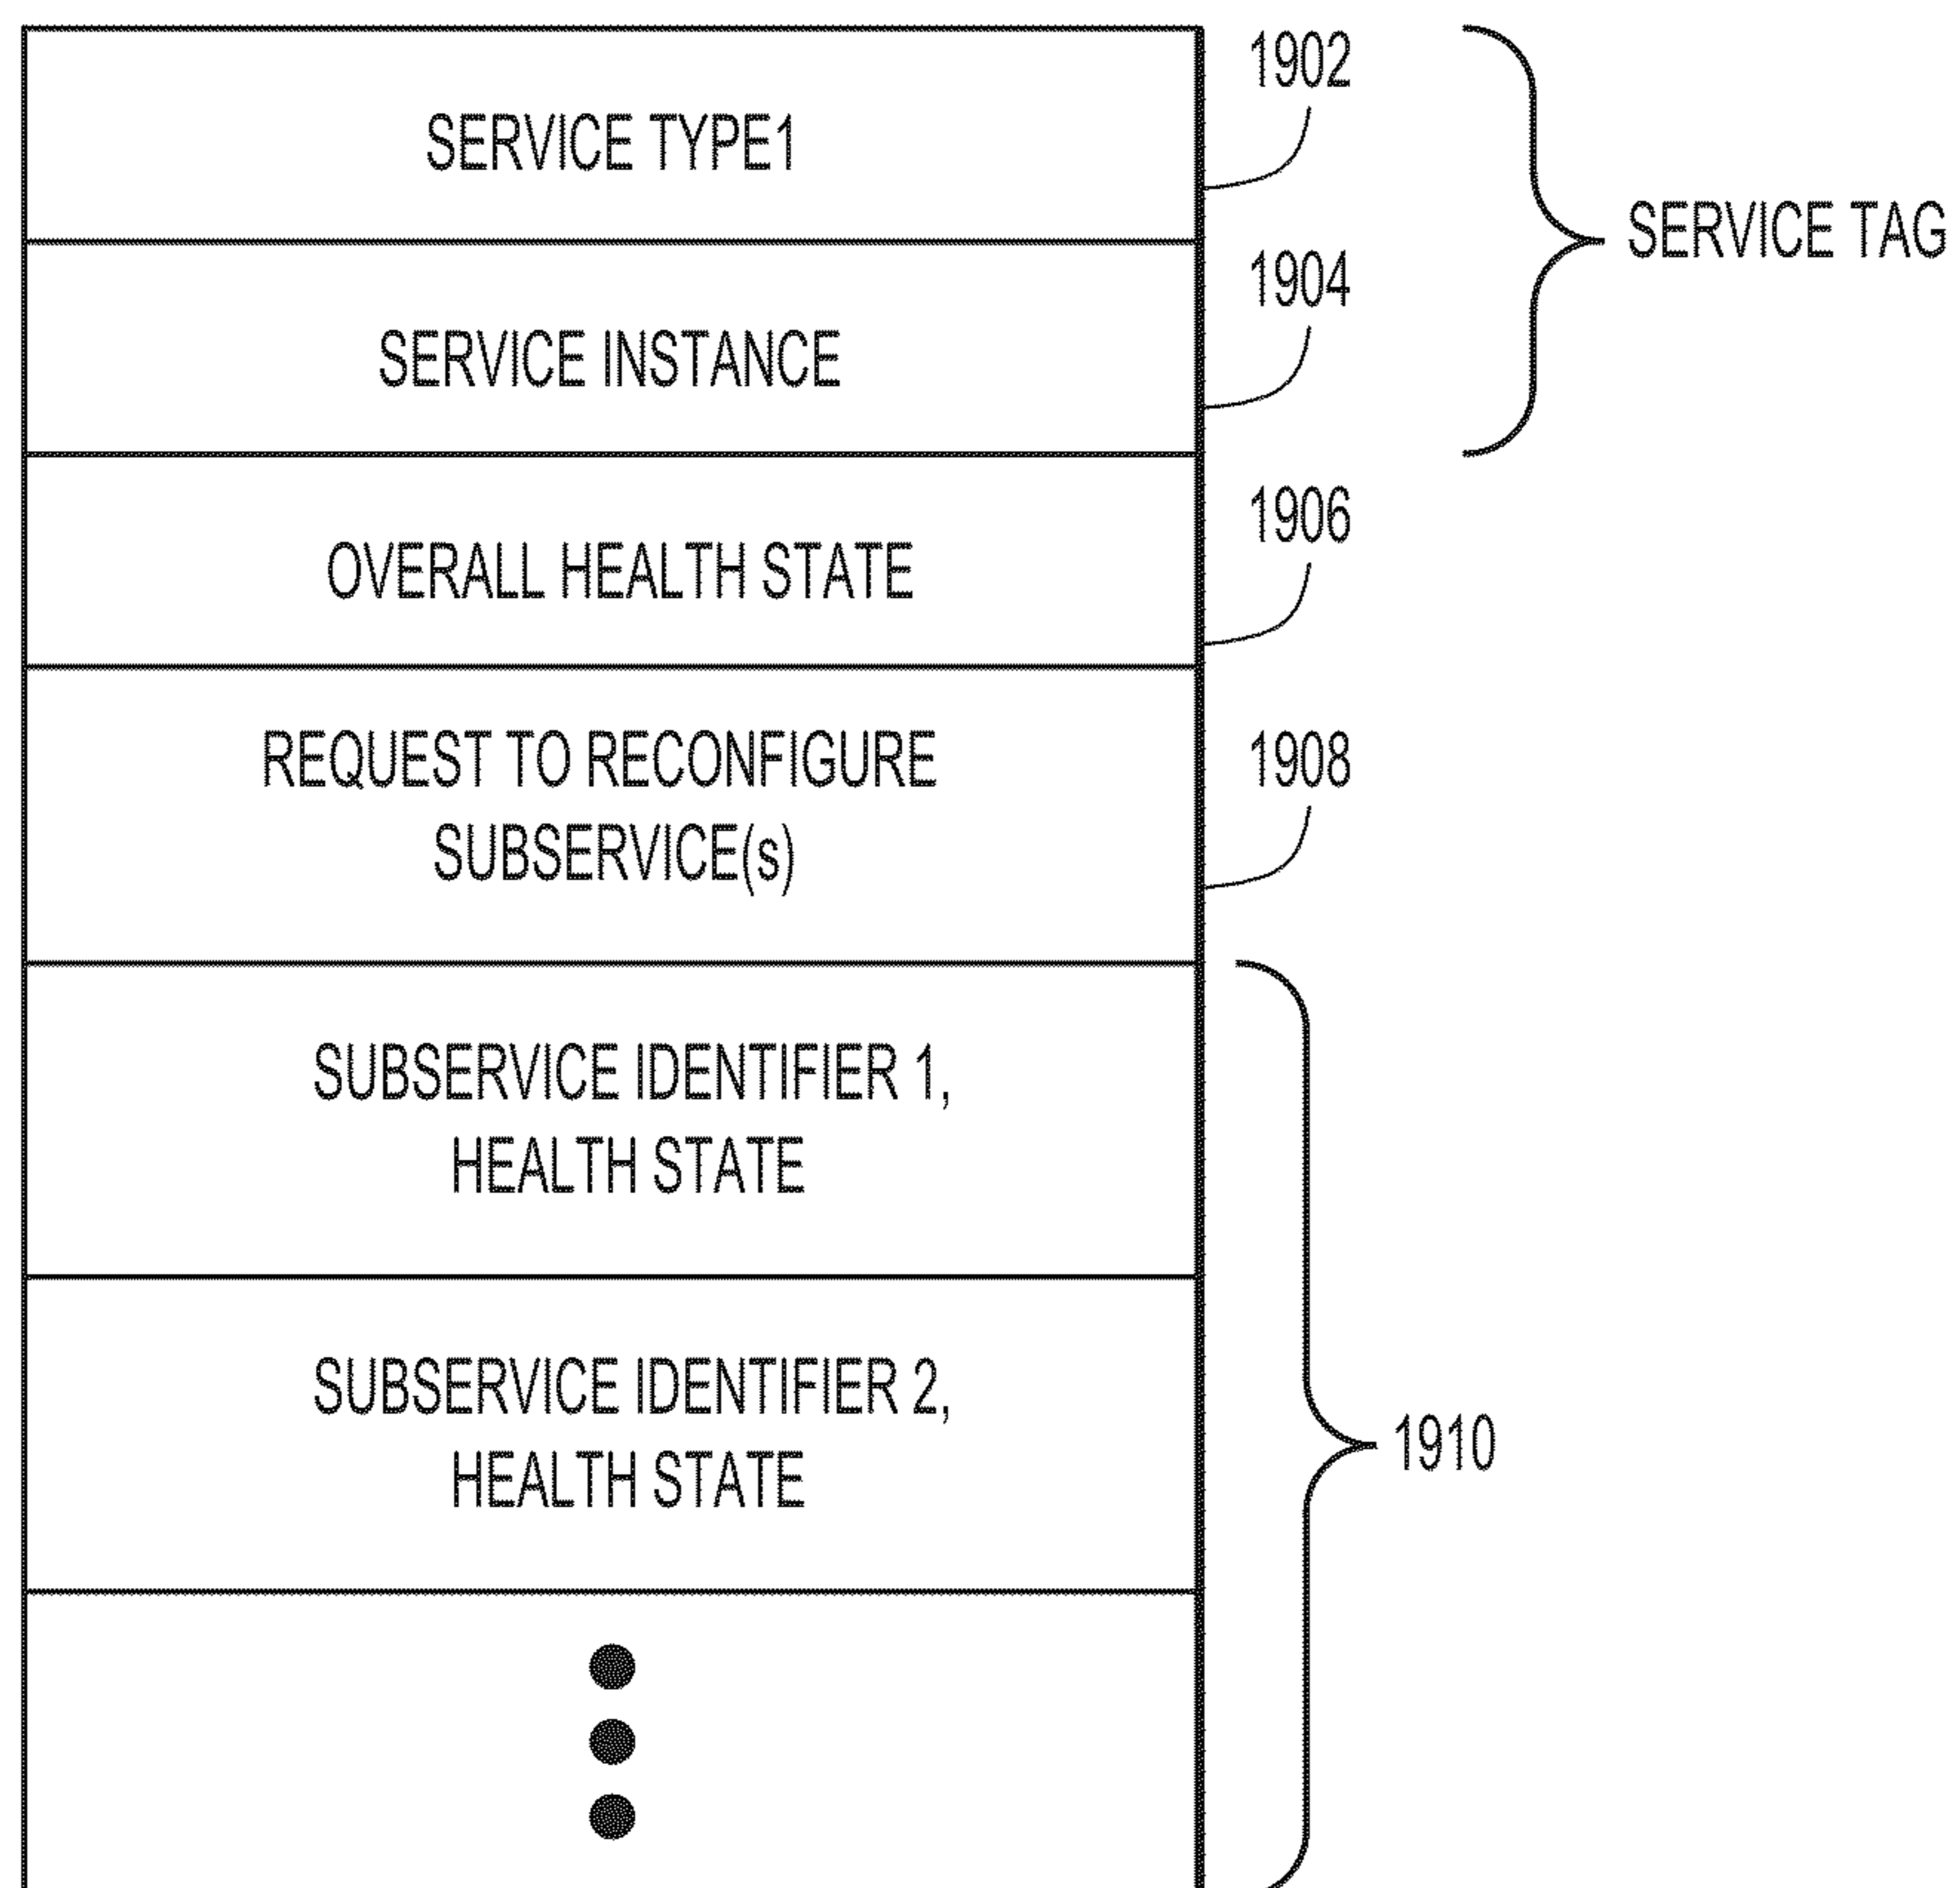 SERVICE TYPE1
1902
SERVICE INSTANCE
1904
SERVICE TAG
OVERALL HEALTH STATE
1906
REQUEST TO RECONFIGURE
SUBSERVICE(s)
1908
SUBSERVICE IDENTIFIER 1,
HEALTH STATE
SUBSERVICE IDENTIFIER 2,
HEALTH STATE
1910